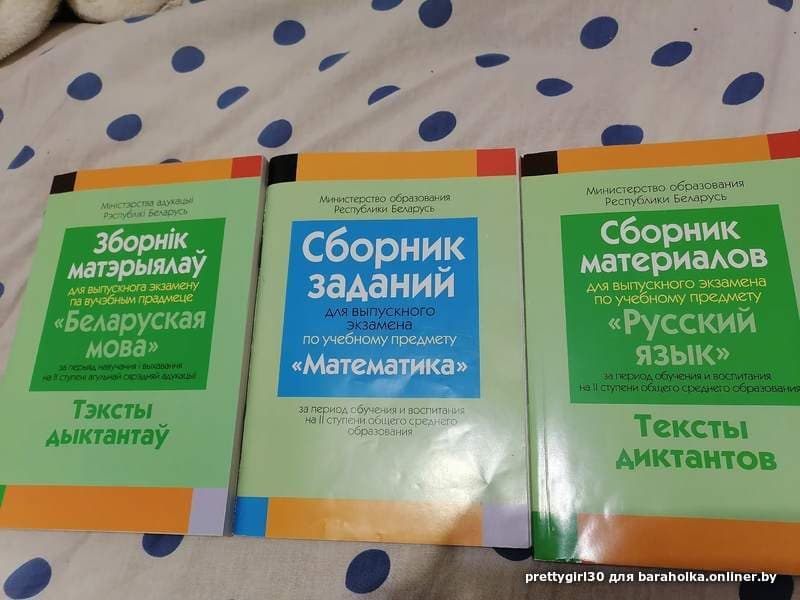 Міністэрства адукацыі
Рэспублікі Беларусь
Зборнік
матэрыялаў
для выпускнога экзамену
па вучэбным прадмеце
«Беларуская
мова»
за перыяд навучання і выхавання
на II ступені агульнай сярэдняй адукацыі
Тэксты
дыктантаў
Министерство образования
Республики Беларусь
Сборник
заданий
для выпускного
экзамена
по учебному предмету
«Математика»
за период обучения и воспитания
на II ступени общего среднего
образования
Министерство образования
Республики Беларусь
Сборник
материалов
для выпускного экзамена
по учебному предмету
«Русский
язык»
за период обучения и воспитания
на II ступени общего среднего образования
Тексты
диктантов
prettygirl30 для baraholka.onliner.by